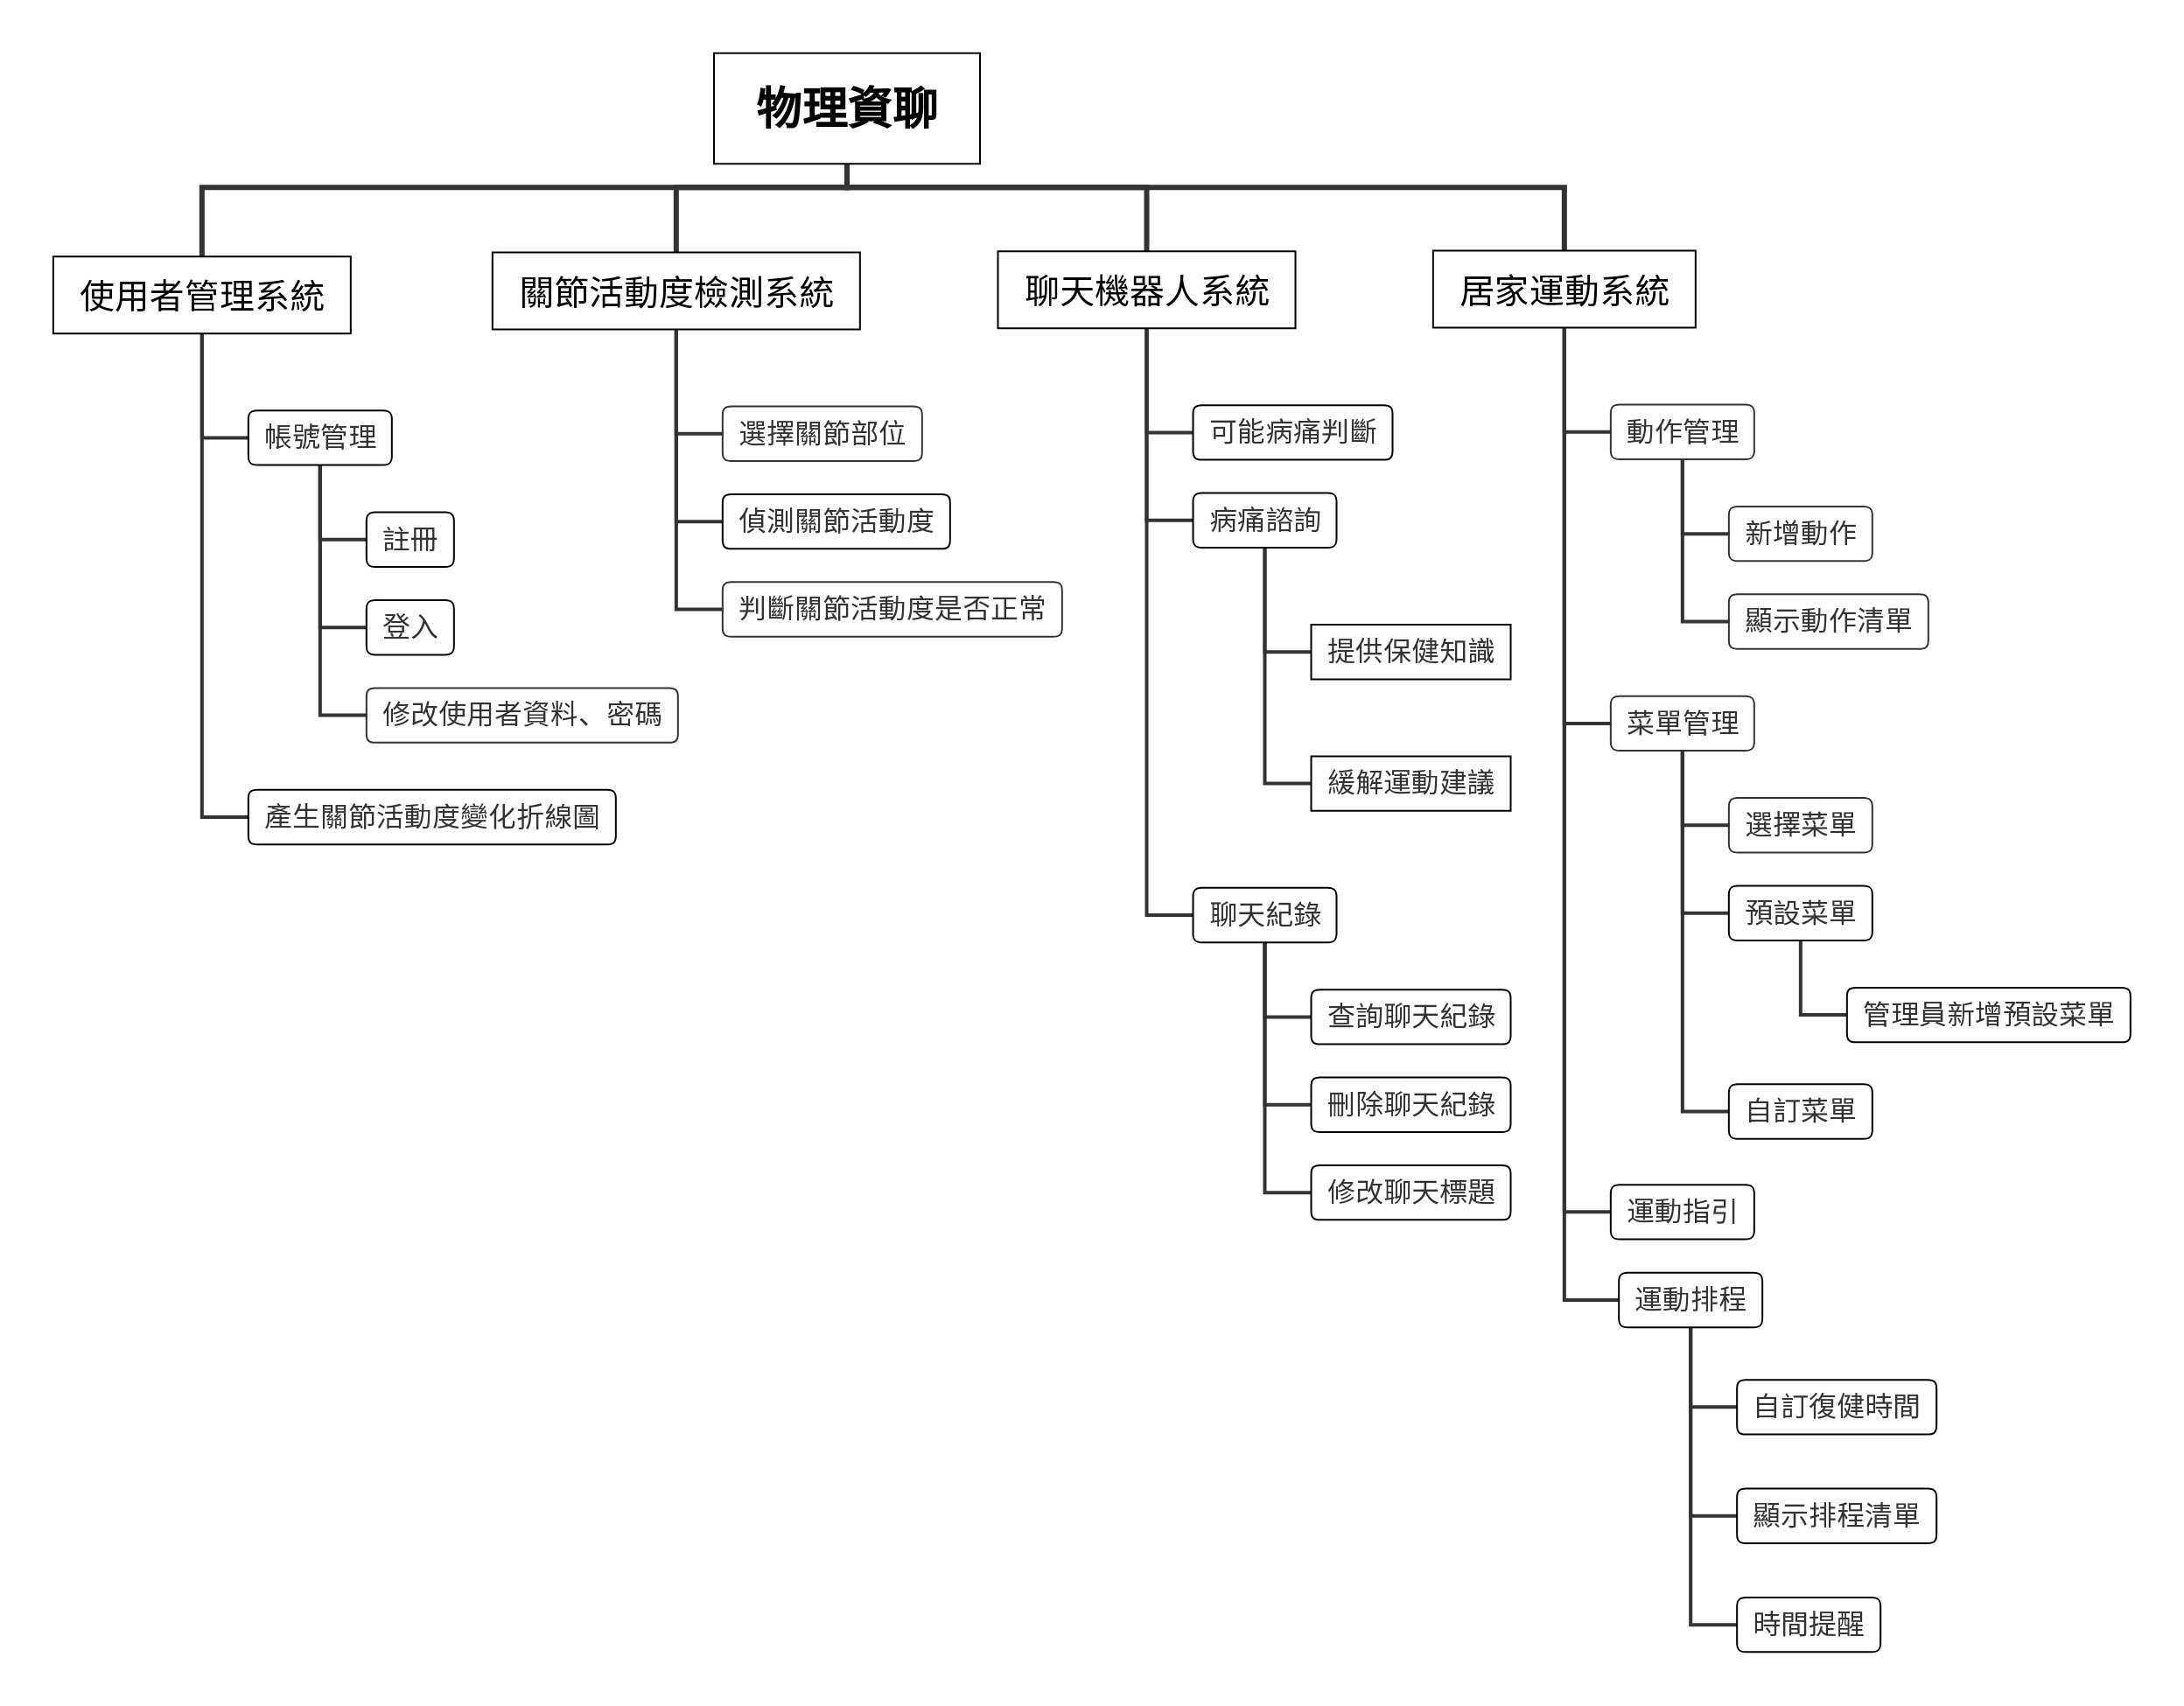 物理資聊
使用者管理系統
帳號管理
註冊
登入
修改使用者資料、密碼
產生關節活動度變化折線圖
關節活動度檢測系統
選擇關節部位
偵測關節活動度
判斷關節活動度是否正常
聊天機器人系統
可能病痛判斷
病痛諮詢
提供保健知識
緩解運動建議
聊天紀錄
查詢聊天紀錄
刪除聊天紀錄
修改聊天標題
居家運動系統
動作管理
新增動作
顯示動作清單
菜單管理
選擇菜單
預設菜單
管理員新增預設菜單
自訂菜單
運動指引
運動排程
自訂復健時間
顯示排程清單
時間提醒